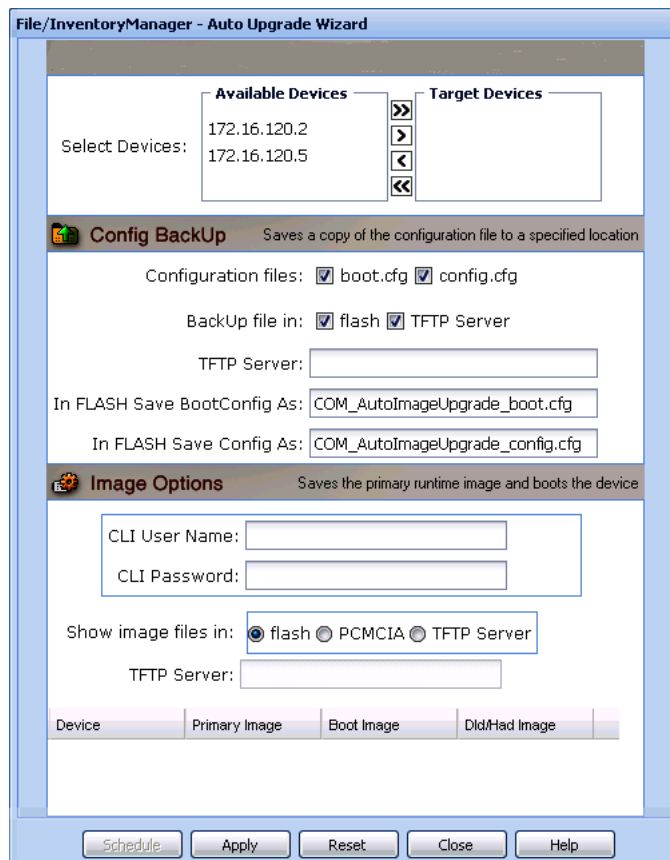 File/InventoryManager - Auto Upgrade Wizard
Available Devices
Target Devices
Select Devices:
172.16.120.2
172.16.120.5
Config BackUp
Saves a copy of the configuration file to a specified location
Configuration files: boot.cfg config.cfg
BackUp file in: flash TFTP Server
TFTP Server:
In FLASH Save BootConfig As: COM_AutoImageUpgrade_boot.cfg
In FLASH Save Config As: COM_AutoImageUpgrade_config.cfg
Image Options
Saves the primary runtime image and boots the device
CLI User Name:
CLI Password:
Show image files in: flash PCMCIA TFTP Server
TFTP Server:
Device Primary Image Boot Image Dld/Had Image
Schedule Apply Reset Close Help